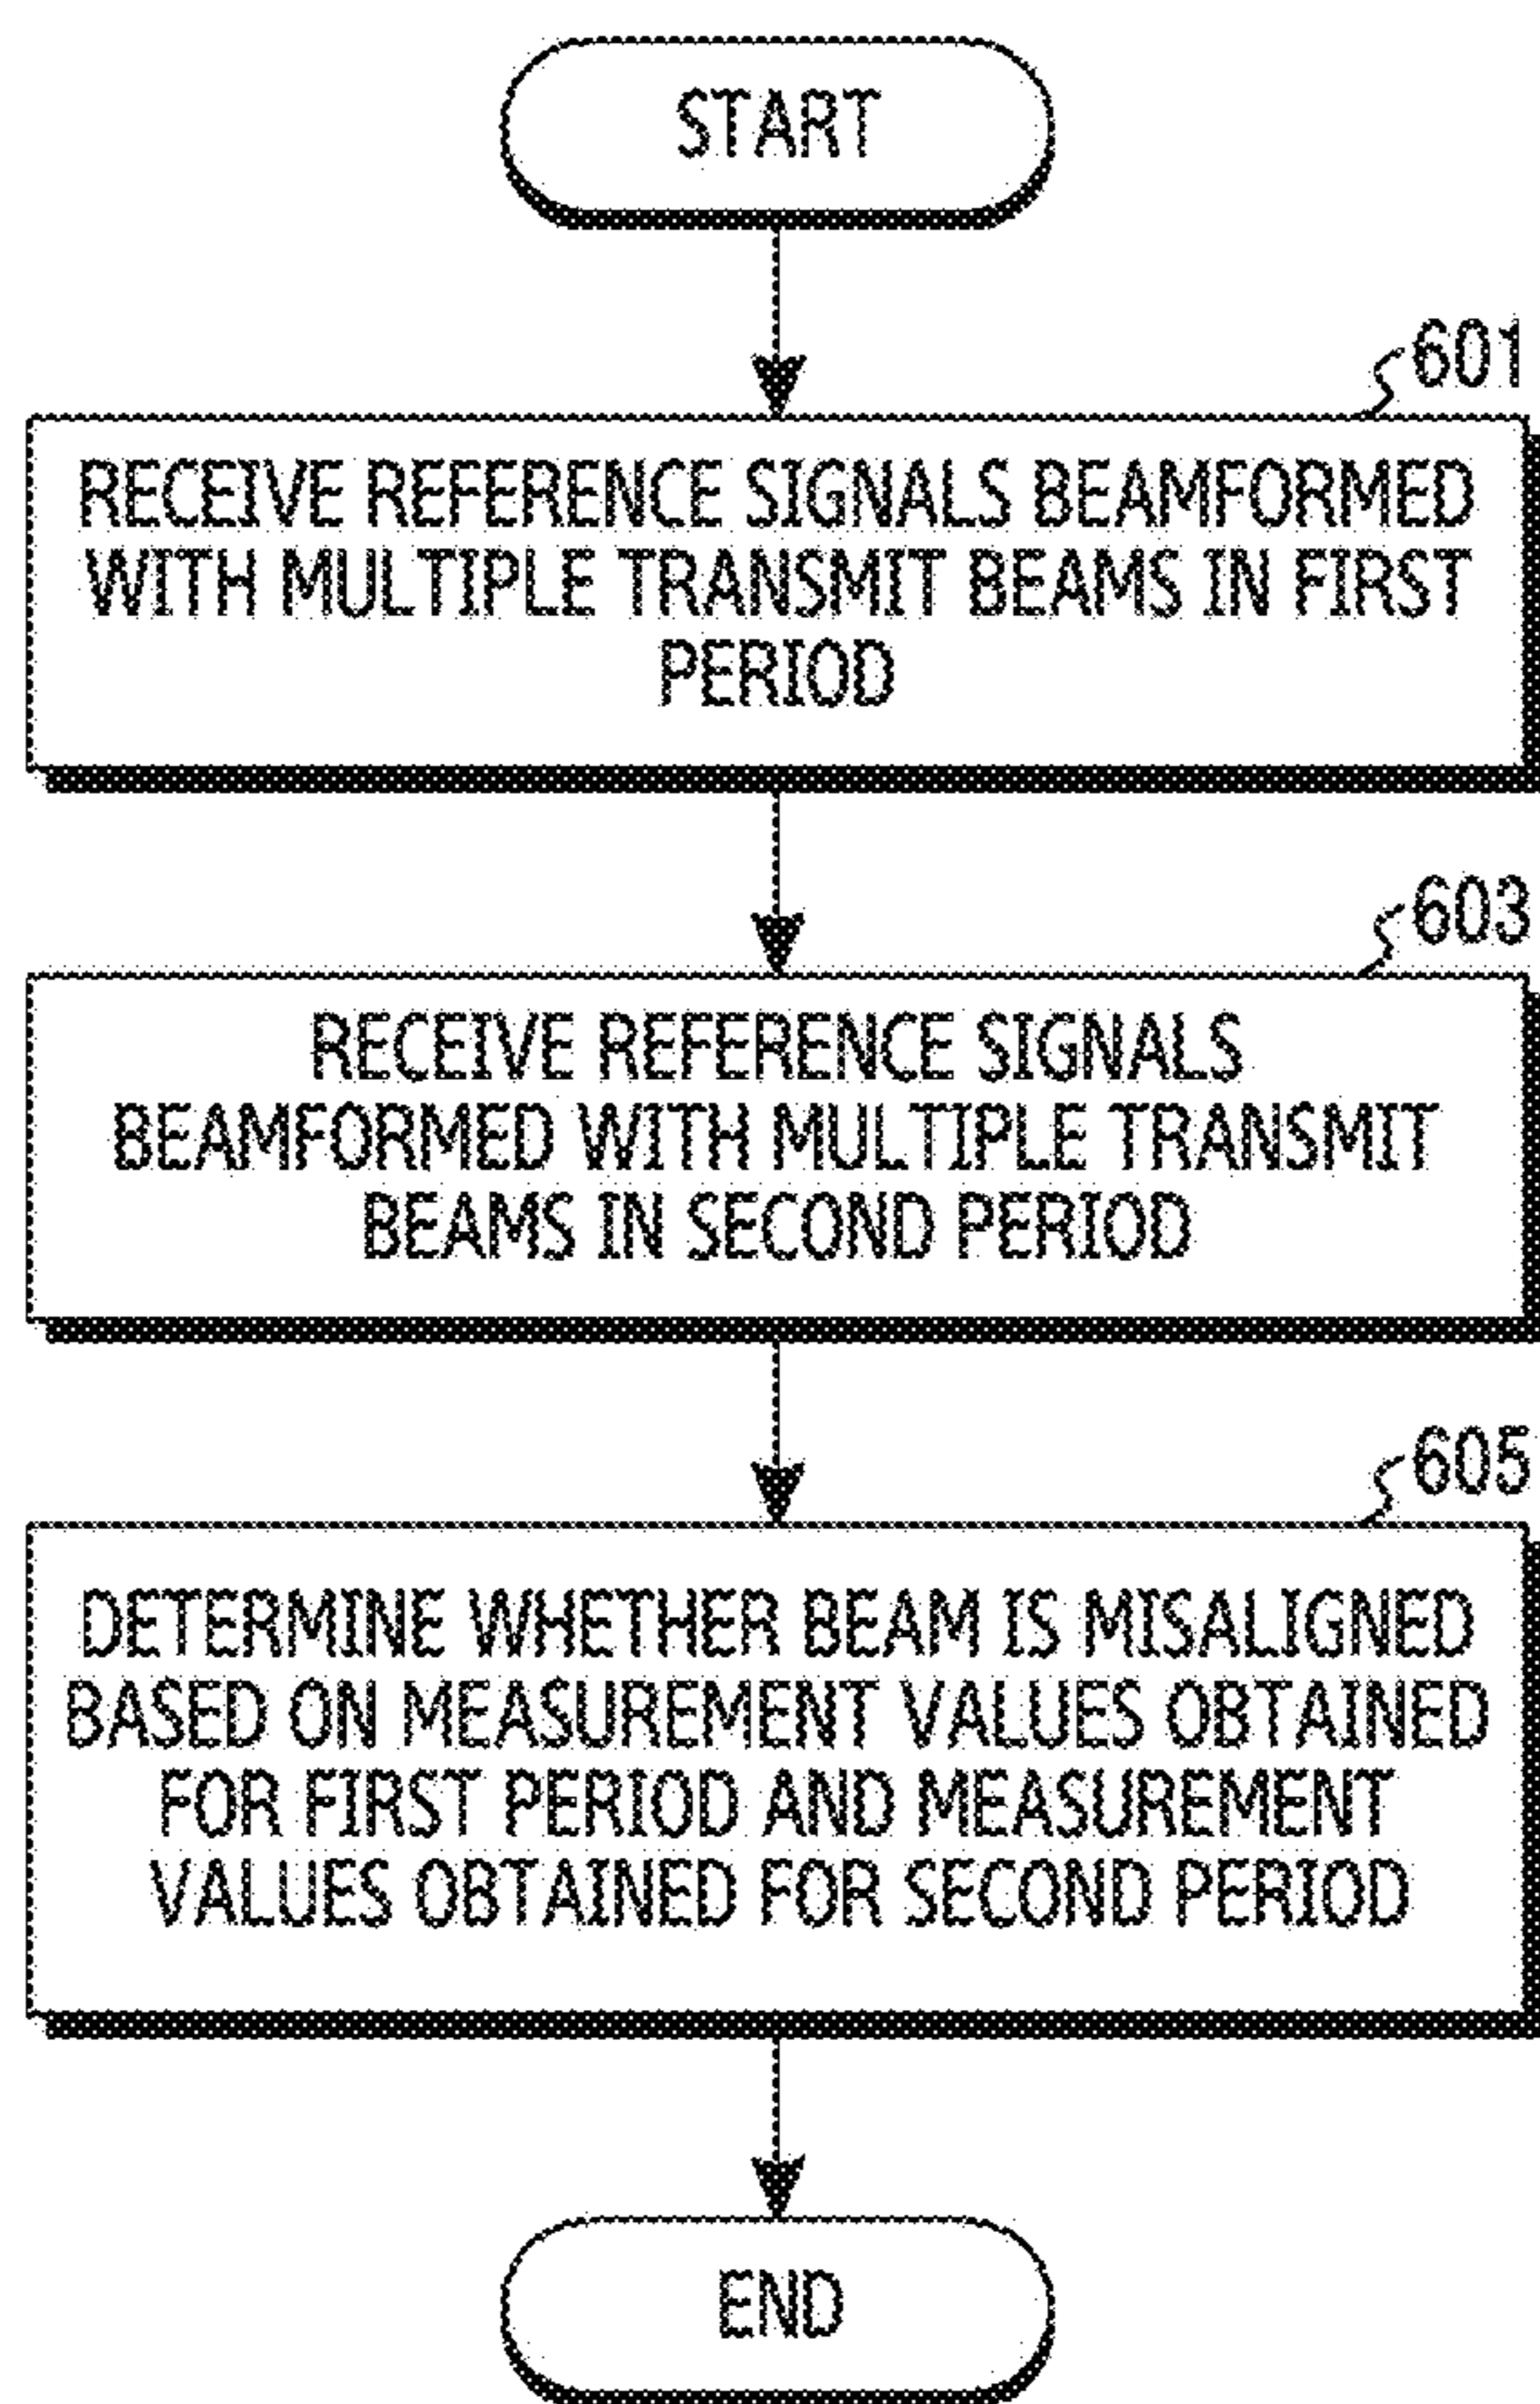 START
601
RECEIVE REFERENCE SIGNALS BEAMFORMED
WITH MULTIPLE TRANSMIT BEAMS IN FIRST
PERIOD
603
RECEIVE REFERENCE SIGNALS
BEAMFORMED WITH MULTIPLE TRANSMIT
BEAMS IN SECOND PERIOD
605
DETERMINE WHETHER BEAM IS MISALIGNED
BASED ON MEASUREMENT VALUES OBTAINED
FOR FIRST PERIOD AND MEASUREMENT
VALUES OBTAINED FOR SECOND PERIOD
END